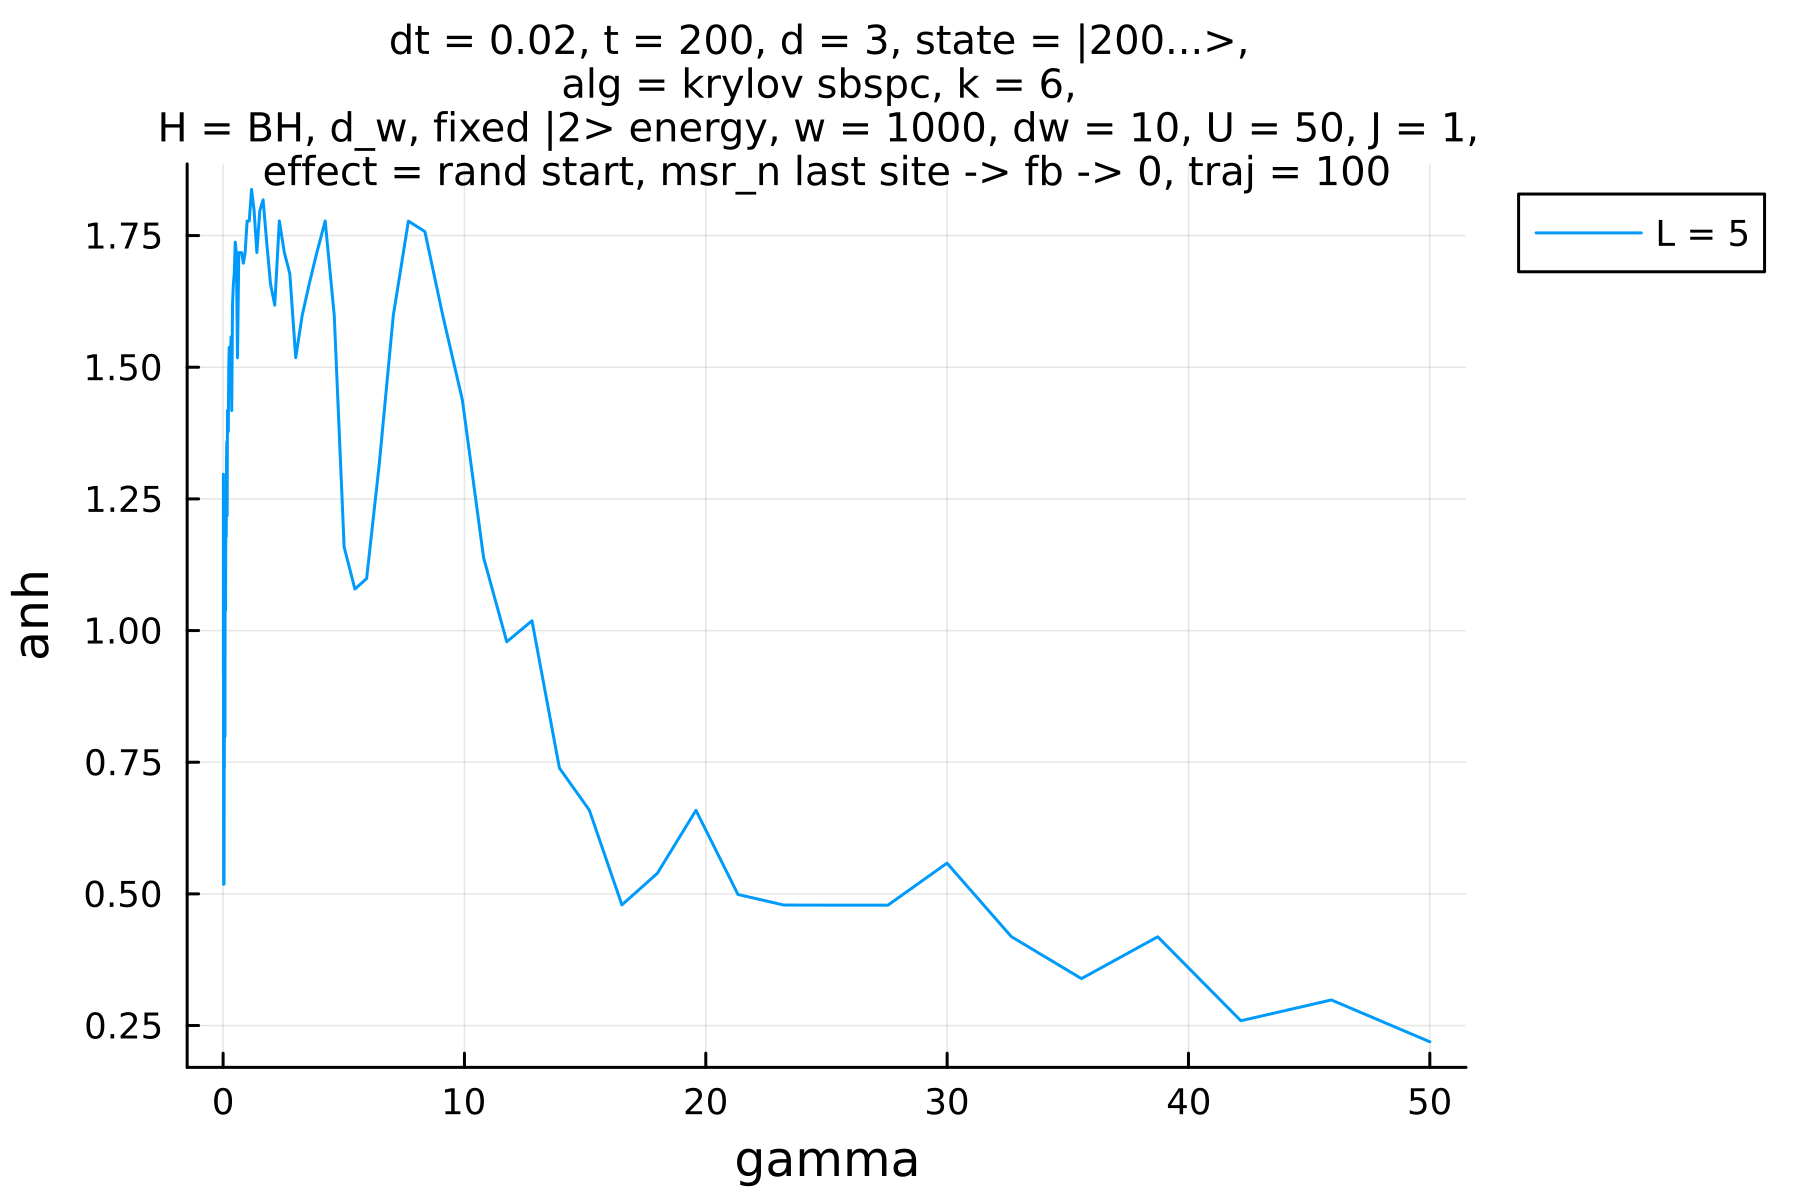 dt = 0.02, t = 200, d = 3, state = |200...>,
alg = krylov sbspc, k = 6,
H = BH, d_w, fixed |2> energy, w = 1000, dw = 10, U = 50, J = 1,
effect = rand start, msr_n last site -> fb -> 0, traj = 100
L = 5
1.75
1.50
1.25
1.00
0.75
0.50
0.25
anh
0 10 20 30 40 50
gamma